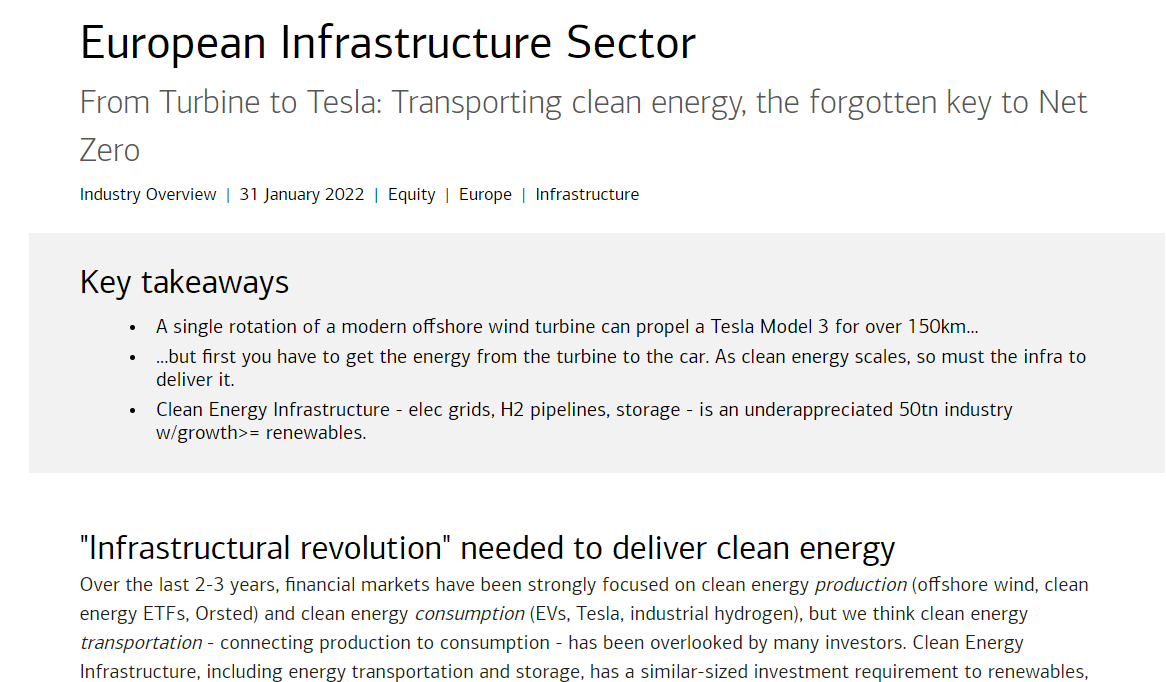 European Infrastructure Sector
From Turbine to Tesla: Transporting clean energy, the forgotten key to Net
Zero
Industry Overview | 31 January 2022 | Equity | Europe | Infrastructure
Key takeaways
• A single rotation of a modern offshore wind turbine can propel a Tesla Model 3 for over 150km...
• ...but first you have to get the energy from the turbine to the car. As clean energy scales, so must the infra to
deliver it.
• Clean Energy Infrastructure - elec grids, H2 pipelines, storage - is an underappreciated 50tn industry
w/growth>= renewables.
"Infrastructural revolution" needed to deliver clean energy
Over the last 2-3 years, financial markets have been strongly focused on clean energy production (offshore wind, clean
energy ETFs, Orsted) and clean energy consumption (EVs, Tesla, industrial hydrogen), but we think clean energy
transportation - connecting production to consumption - has been overlooked by many investors. Clean Energy
Infrastructure, including energy transportation and storage, has a similar-sized investment requirement to renewables,